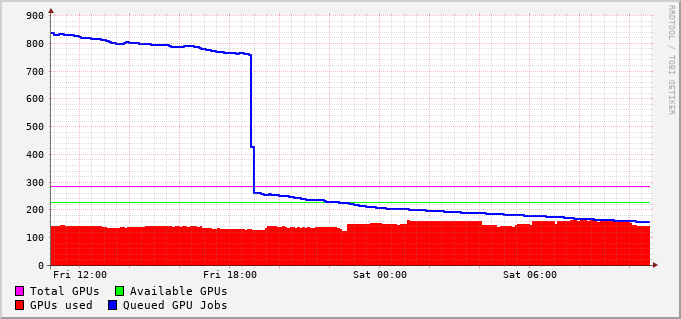 900
800
700
600
500
400
300
200
100
0
Fri 12:00 Fri 18:00 Sat 00:00 Sat 06:00
Total GPUs Available GPUs
GPUs used Queued GPU Jobs
RRDTOOL / TOBI OETIKER